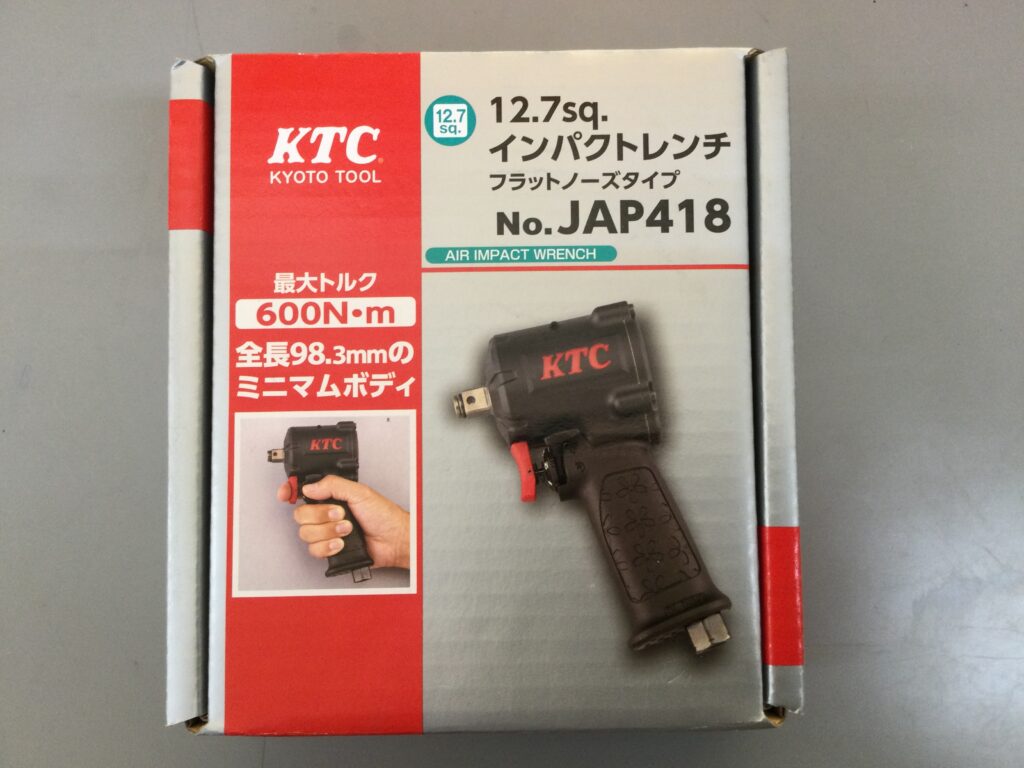 KTC
KYOTO TOOL
12.7
sq.
12.7sq.
インパクトレンチ
フラットノーズタイプ
No.JAP418
AIR IMPACT WRENCH
最大トルク
600N・m
全長98.3mmの
ミニマムボディ
KTC
KTC